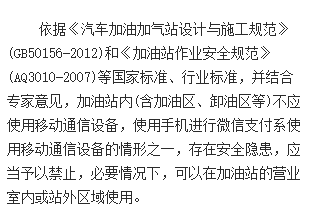 依据《汽车加油加气站设计与施工规范》
(GB50156-2012)和《加油站作业安全规范》
(AQ3010-2007)等国家标准、行业标准，并结合
专家意见，加油站内(含加油区、卸油区等)不应
使用移动通信设备，使用手机进行微信支付系使
用移动通信设备的情形之一，存在安全隐患，应
当予以禁止，必要情况下，可以在加油站的营业
室内或站外区域使用。